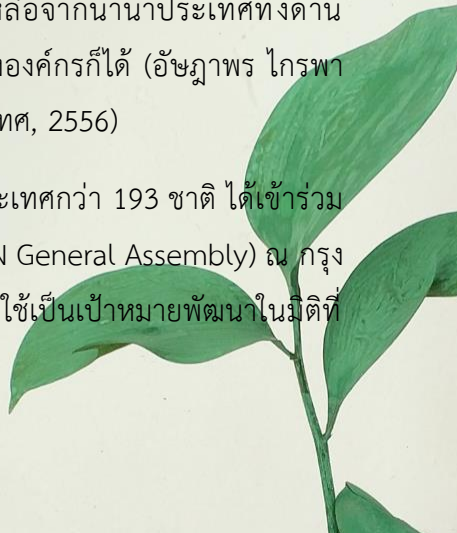 หลือจากนานาประเทศทั้งด้าน
องค์กรก็ได้ (อัษฎาพร ไกรพา
ทศ, 2556)
ะเทศกว่า 193 ชาติ ได้เข้าร่วม
N General Assembly) ณ กรุง
ใช้เป็นเป้าหมายพัฒนาในมิติที่